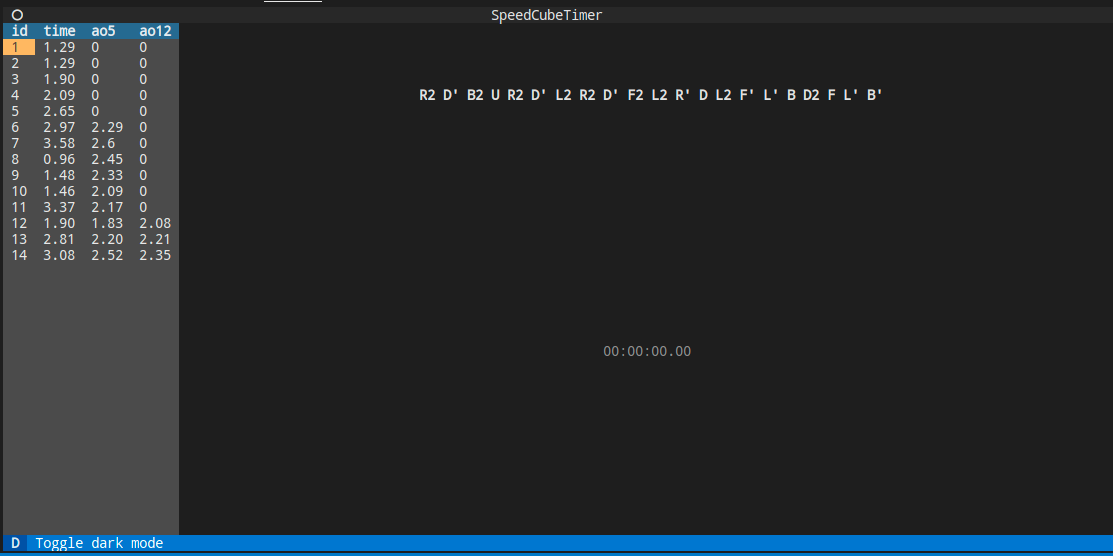 SpeedCubeTimer
id time ao5 ao12
1 1.29 0 0
2 1.29 0 0
3 1.90 0 0
4 2.09 0 0
5 2.65 0 0
6 2.97 2.29 0
7 3.58 2.6 0
8 0.96 2.45 0
9 1.48 2.33 0
10 1.46 2.09 0
11 3.37 2.17 0
12 1.90 1.83 2.08
13 2.81 2.20 2.21
14 3.08 2.52 2.35
R2 D' B2 U R2 D' L2 R2 D' F2 L2 R' D L2 F' L' B D2 F L' B'
00:00:00.00
D Toggle dark mode